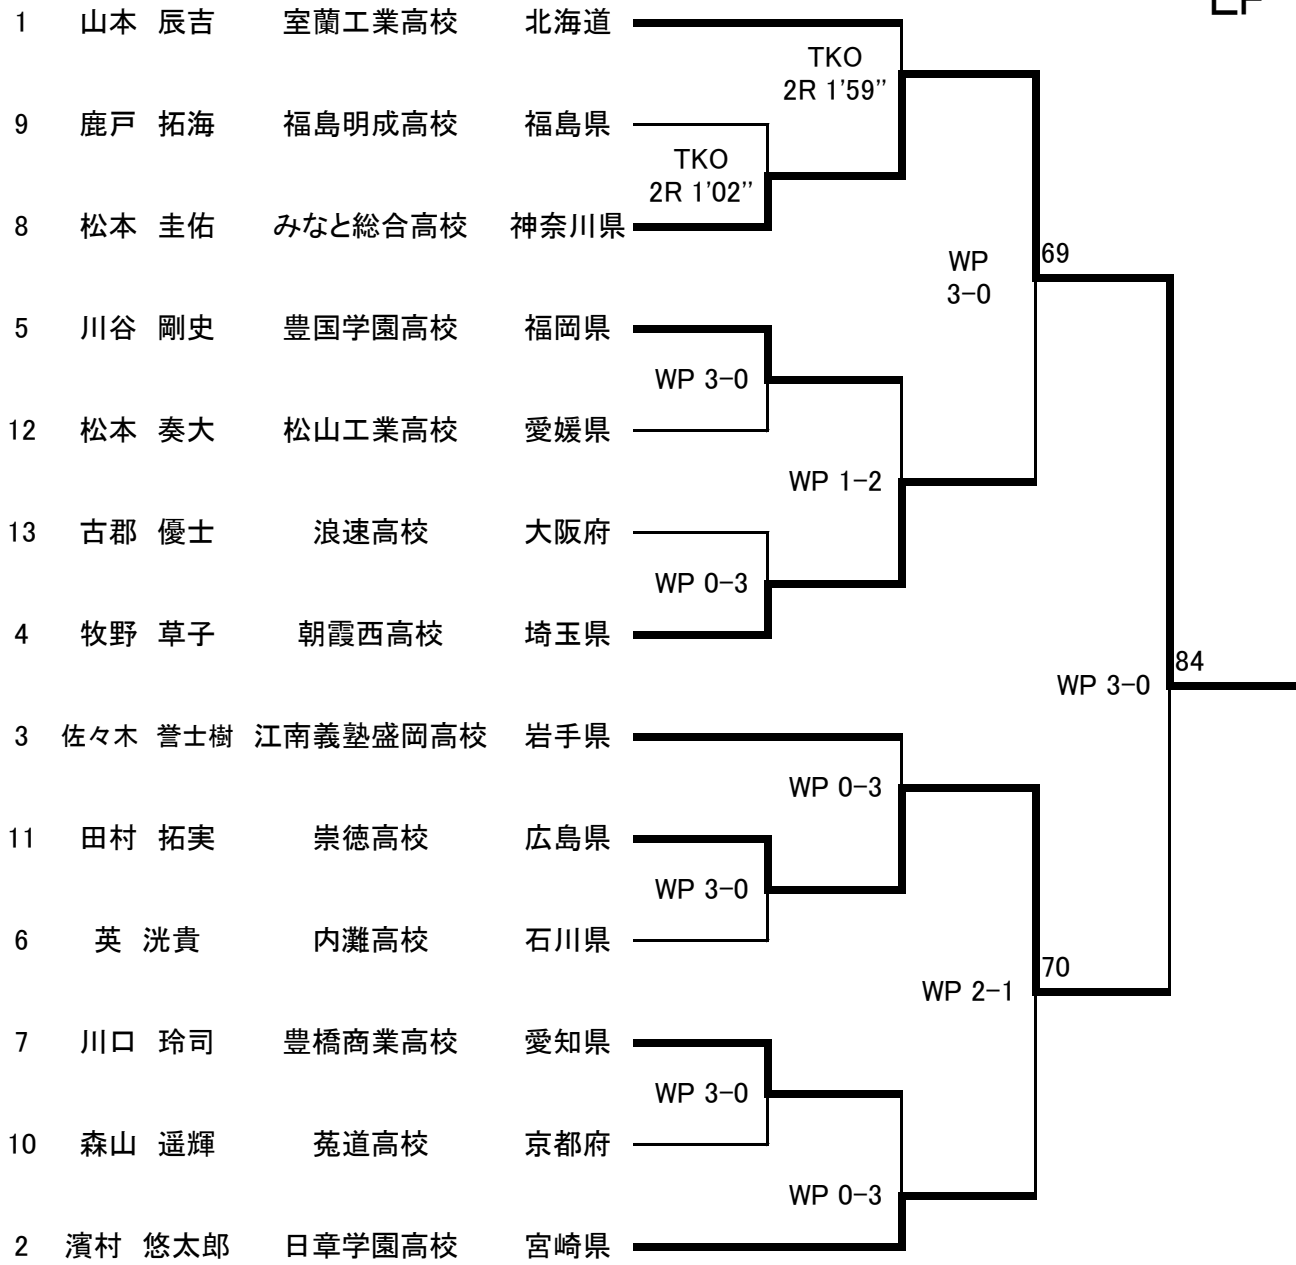 1 山本 辰吉 室蘭工業高校 北海道
TKO
2R 1'59”
9 鹿戸 拓海 福島明成高校 福島県
TKO
2R 1'02”
8 松本 圭佑 みなと総合高校 神奈川県
WP
3-0
69
5 川谷 剛史 豊国学園高校 福岡県
WP 3-0
12 松本 奏大 松山工業高校 愛媛県
WP 1-2
13 古郡 優士 浪速高校 大阪府
WP 0-3
4 牧野 草子 朝霞西高校 埼玉県
WP 3-0
84
3 佐々木 誉士樹 江南義塾盛岡高校 岩手県
WP 0-3
11 田村 拓実 崇徳高校 広島県
WP 3-0
6 英 洸貴 内灘高校 石川県
WP 2-1
70
7 川口 玲司 豊橋商業高校 愛知県
WP 3-0
10 森山 遥輝 莵道高校 京都府
WP 0-3
2 濱村 悠太郎 日章学園高校 宮崎県